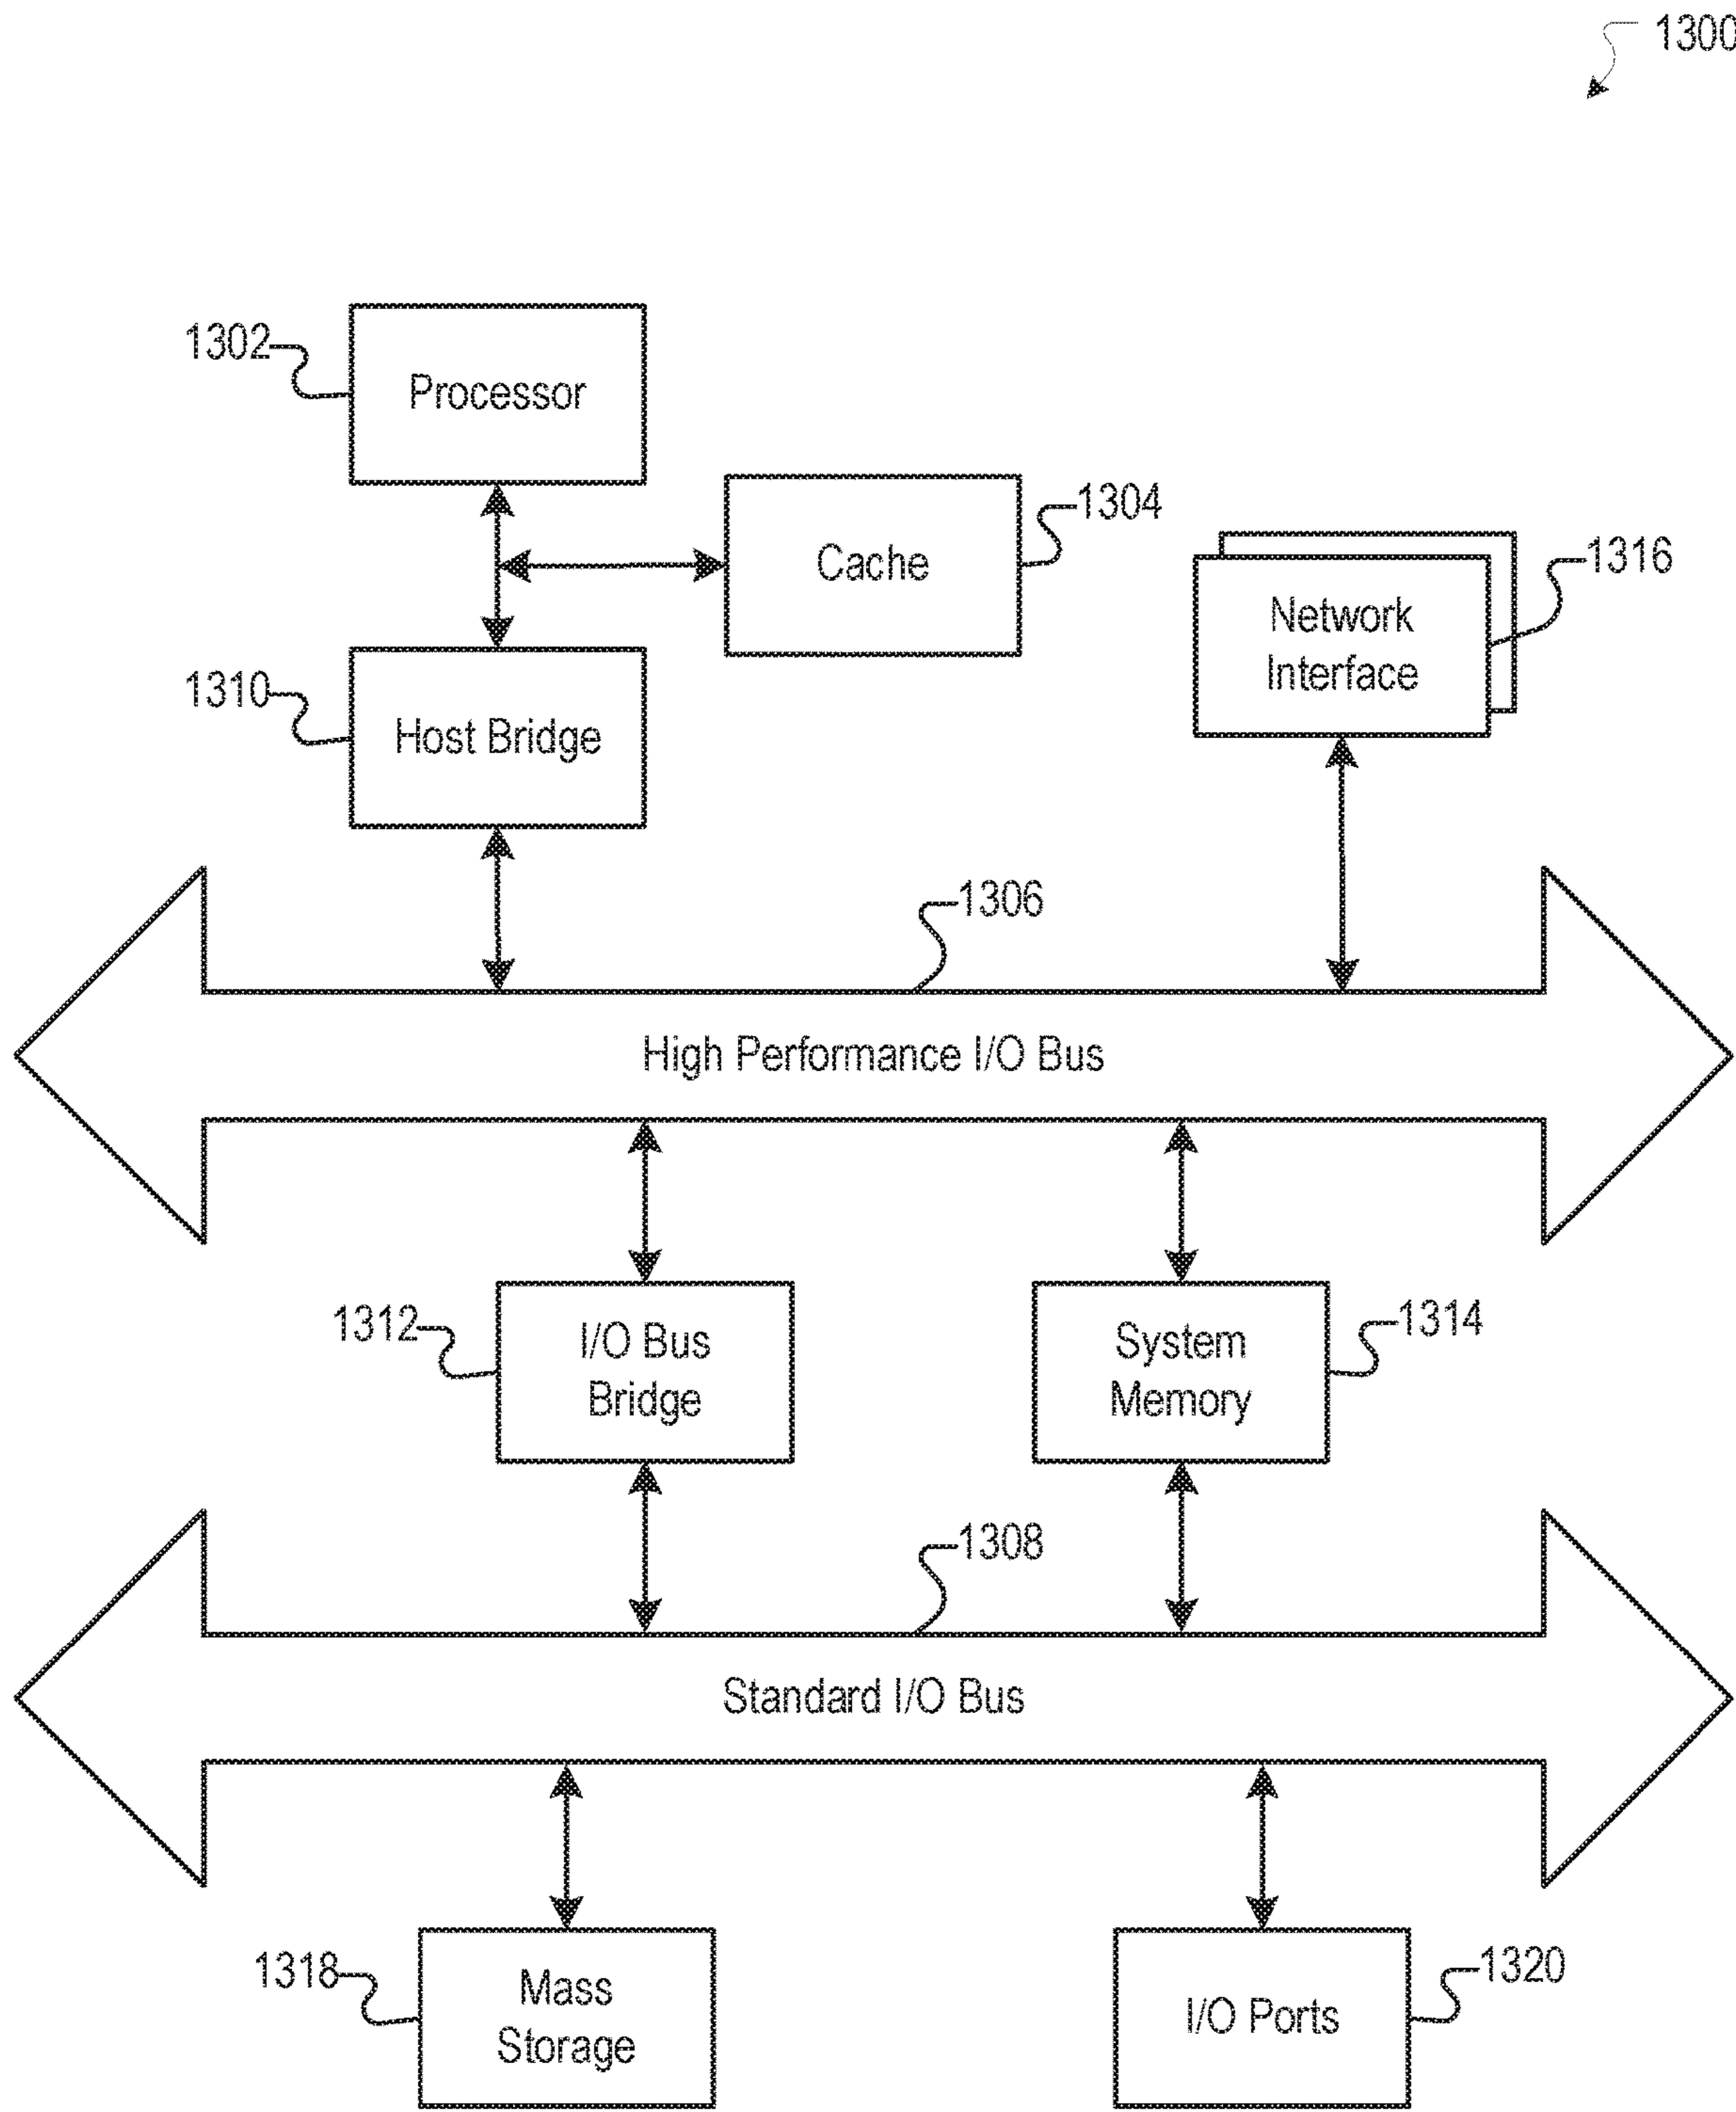 1300
1302
Processor
1304
Cache
1316
Network
Interface
1310
Host Bridge
1306
High Performance I/O Bus
1312
I/O Bus
Bridge
1314
System
Memory
1308
Standard I/O Bus
1318
Mass
Storage
1320
I/O Ports